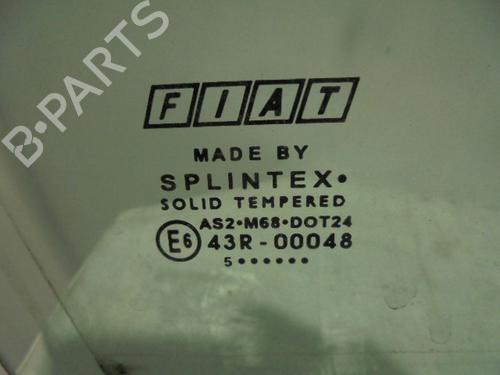 B-PARTS
FIAT
MADE BY
SPLINTEX•
SOLID TEMPERED
AS2•M68•DOT24
E6 43R-00048
5 ••••••